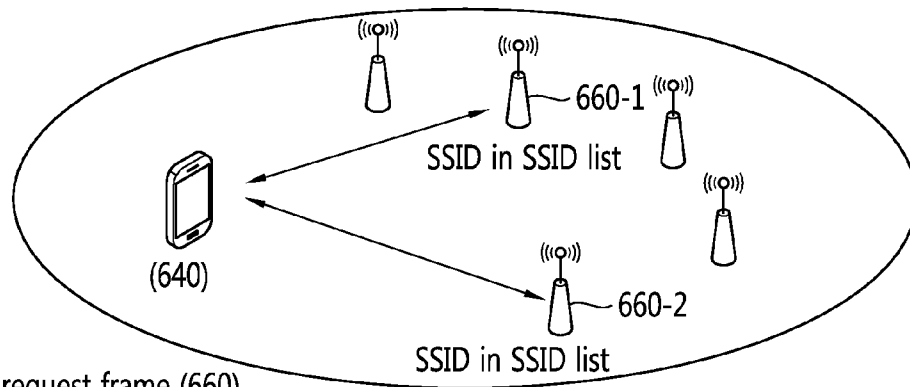 660-1
SSID in SSID list
(640)
660-2
SSID in SSID list
request frame (660)